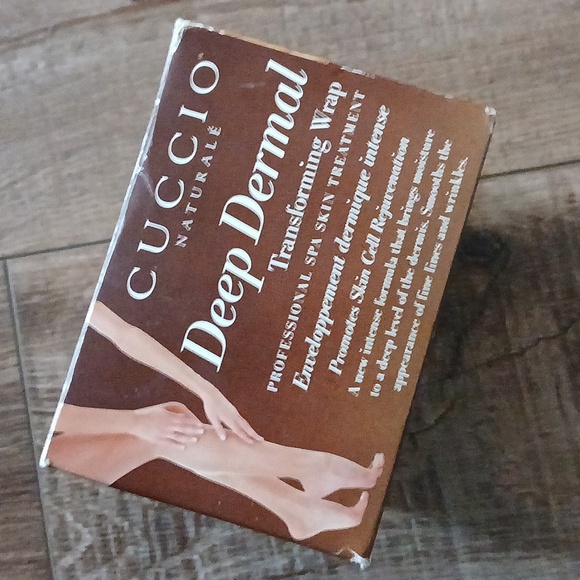 CUCCIO
NATURALÉ
Deep Dermal
Transforming Wrap
PROFESSIONAL SPA SKIN TREATMENT
Enveloppement dermique intense
Promotes Skin Cell Rejuvenation
A new intense formula that brings moisture
to a deep level of the dermis. Smooths the
appearance of fine lines and wrinkles.